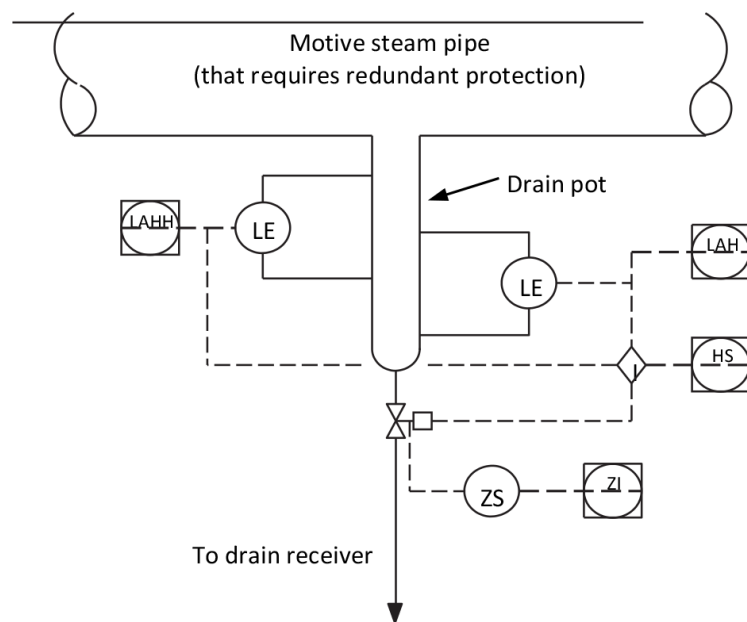 Motive steam pipe
(that requires redundant protection)
Drain pot
LAHH
LE
LAH
LE
HS
I
ZS
ZI
To drain receiver